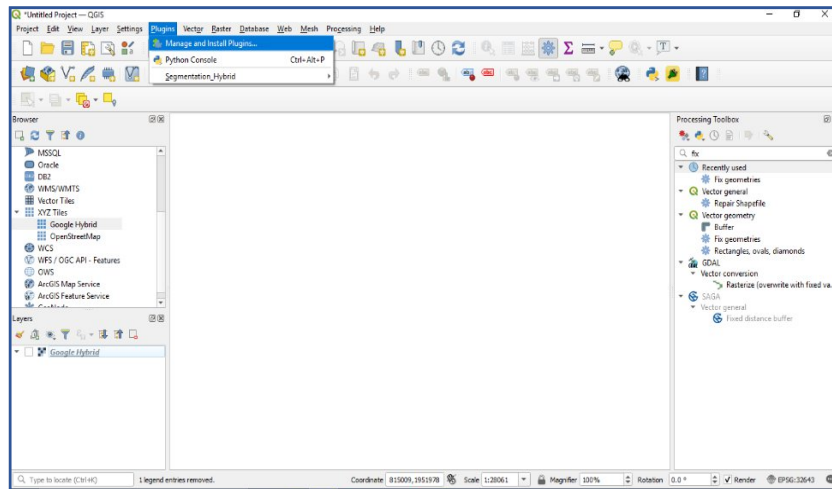 *Untitled Project — QGIS
Project Edit View Layer Settings Plugins Vector Raster Database Web Mesh Processing Help
Manage and Install Plugins...
Python Console Ctrl+Alt+P
Segmentation_Hybrid
Browser
MSSQL
Oracle
DB2
WMS/WMTS
Vector Tiles
XYZ Tiles
Google Hybrid
OpenStreetMap
WCS
WFS / OGC API - Features
OWS
ArcGIS Map Service
ArcGIS Feature Service
Layers
Google Hybrid
Processing Toolbox
fix
Recently used
Fix geometries
Vector general
Repair Shapefile
Vector geometry
Buffer
Fix geometries
Rectangles, ovals, diamonds
GDAL
Vector conversion
Rasterize (overwrite with fixed va...
SAGA
Vector general
Fixed distance buffer
Type to locate (Ctrl+K) 1 legend entries removed. Coordinate 815009,1951978 Scale 1:28061 Magnifier 100% Rotation 0.0 ° Render EPSG:32643